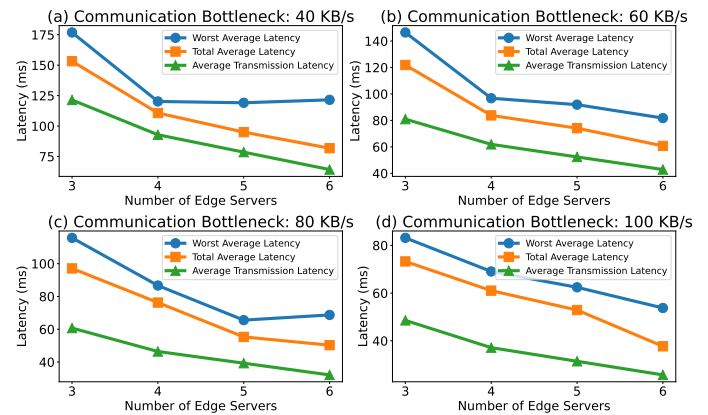 (a) Communication Bottleneck: 40 KB/s
Latency (ms)
175
150
125
100
75
Worst Average Latency
Total Average Latency
Average Transmission Latency
3 4 5 6
Number of Edge Servers
(b) Communication Bottleneck: 60 KB/s
Latency (ms)
140
120
100
80
60
40
Worst Average Latency
Total Average Latency
Average Transmission Latency
3 4 5 6
Number of Edge Servers
(c) Communication Bottleneck: 80 KB/s
Latency (ms)
100
80
60
40
Worst Average Latency
Total Average Latency
Average Transmission Latency
3 4 5 6
Number of Edge Servers
(d) Communication Bottleneck: 100 KB/s
Latency (ms)
80
60
40
Worst Average Latency
Total Average Latency
Average Transmission Latency
3 4 5 6
Number of Edge Servers